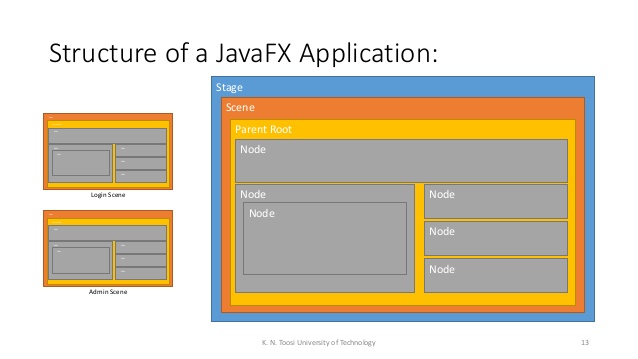 Structure of a JavaFX Application:
Stage
Scene
Parent Root
Node
Node
Node
Node
Node
Node
Login Scene
Admin Scene
K. N. Toosi University of Technology
13